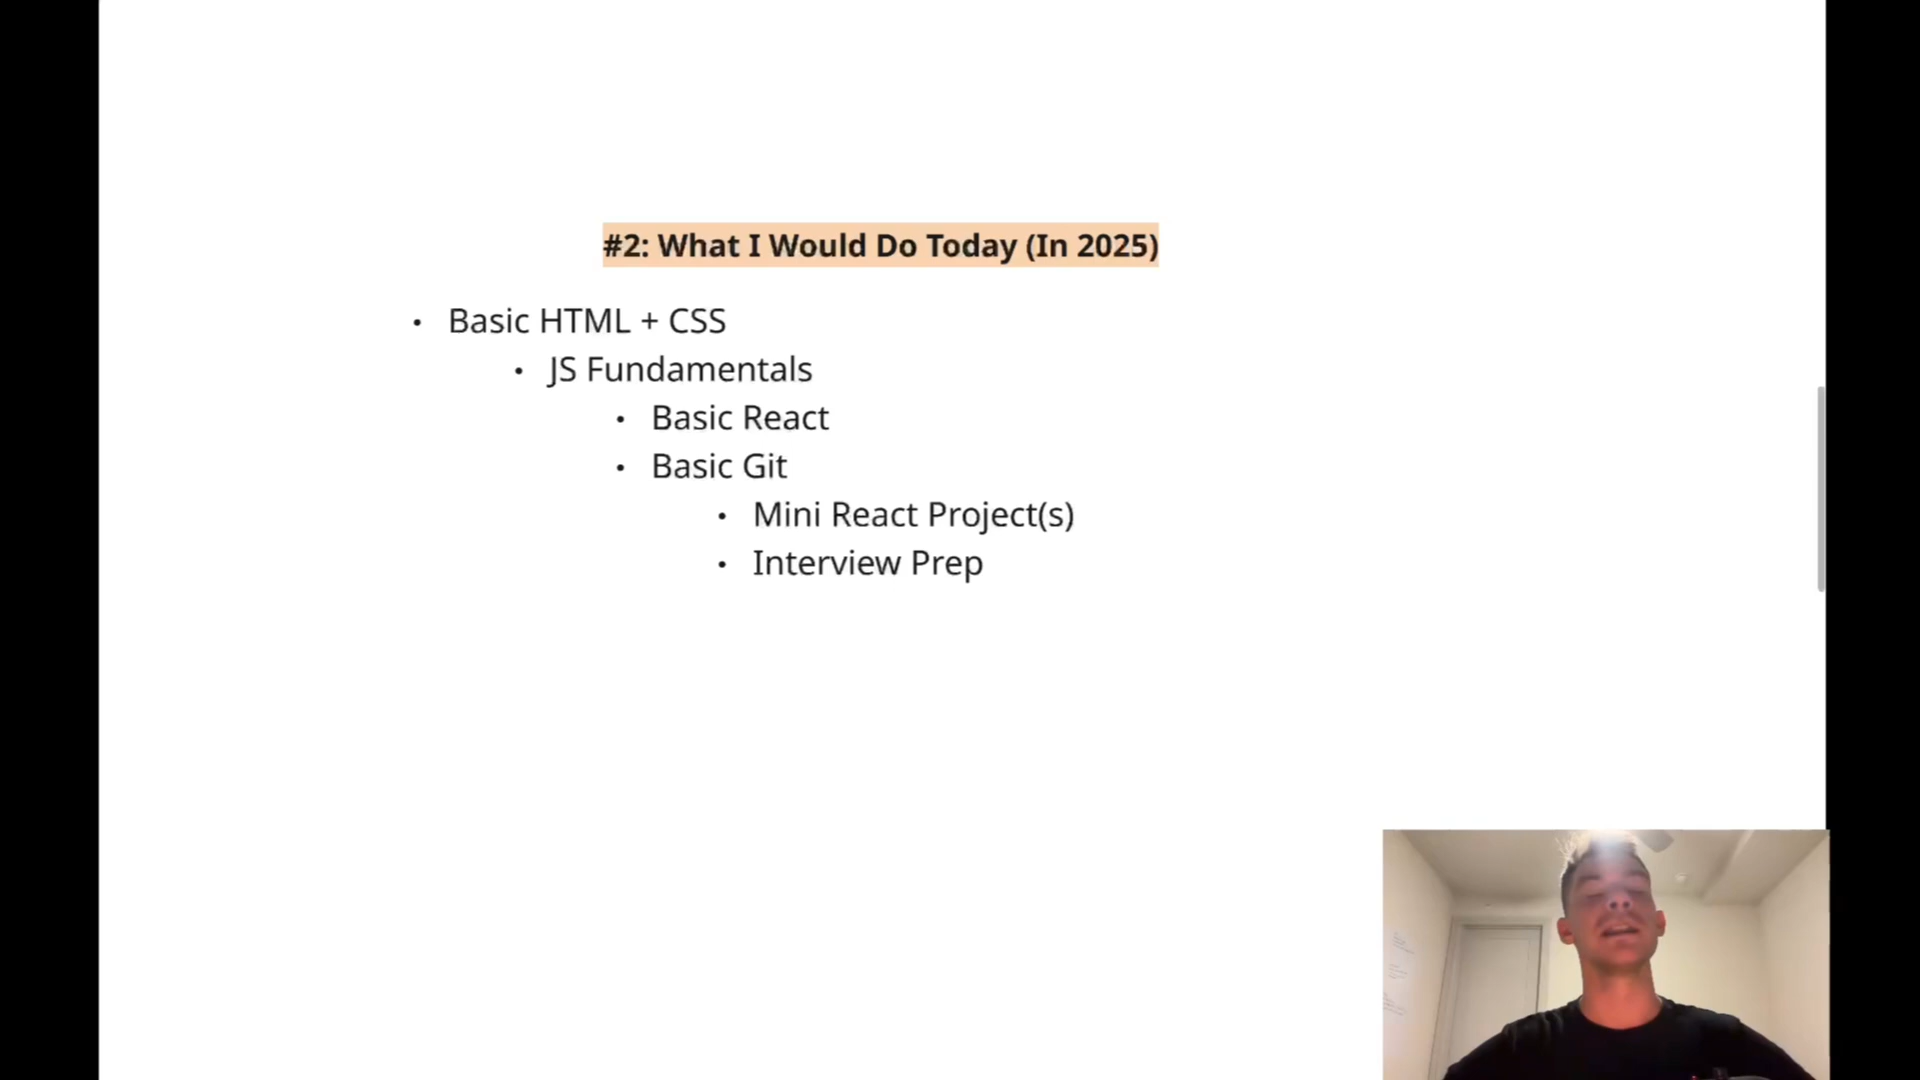 #2: What I Would Do Today (In 2025)
• Basic HTML + CSS
• JS Fundamentals
• Basic React
• Basic Git
• Mini React Project(s)
• Interview Prep